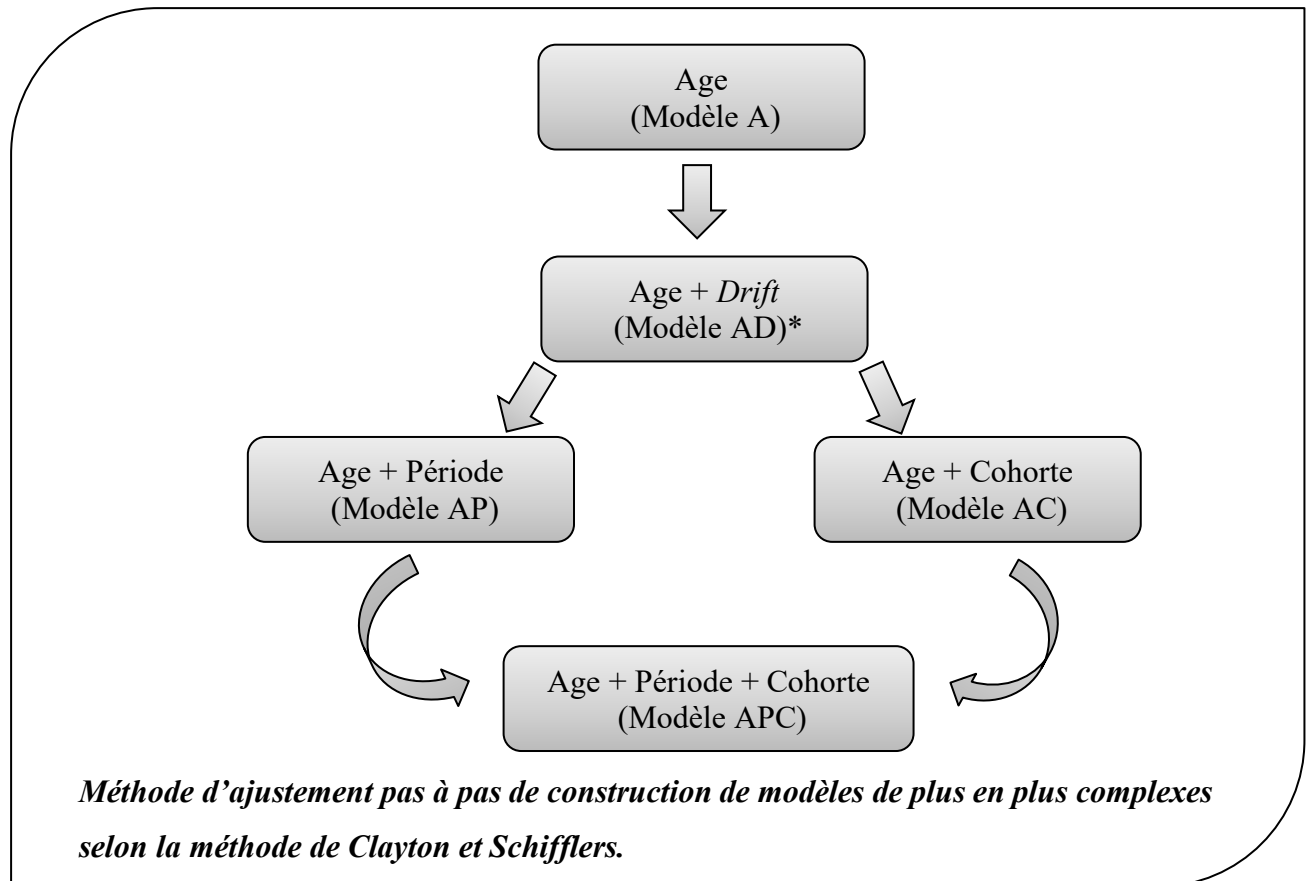 Age
(Modèle A)
Age + Drift
(Modèle AD)*
Age + Période
(Modèle AP)
Age + Cohorte
(Modèle AC)
Age + Période + Cohorte
(Modèle APC)
Méthode d’ajustement pas à pas de construction de modèles de plus en plus complexes
selon la méthode de Clayton et Schifflers.